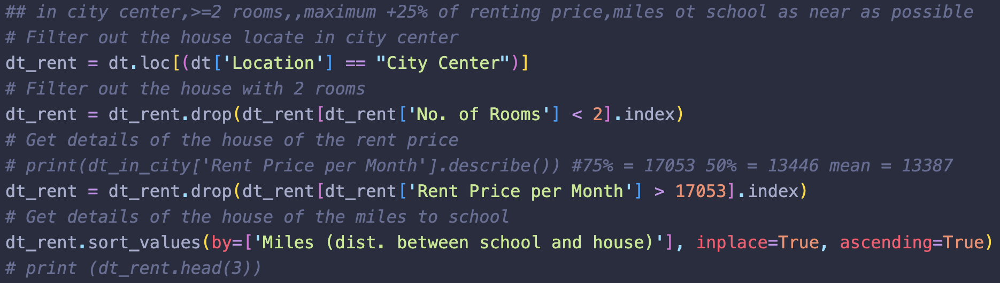 ## in city center,>=2 rooms,,maximum +25% of renting price,miles ot school as near as possible
# Filter out the house locate in city center
dt_rent = dt.loc[(dt['Location'] == "City Center")]
# Filter out the house with 2 rooms
dt_rent = dt_rent.drop(dt_rent[dt_rent['No. of Rooms'] < 2].index)
# Get details of the house of the rent price
# print(dt_in_city['Rent Price per Month'].describe()) #75% = 17053 50% = 13446 mean = 13387
dt_rent = dt_rent.drop(dt_rent[dt_rent['Rent Price per Month'] > 17053].index)
# Get details of the house of the miles to school
dt_rent.sort_values(by=['Miles (dist. between school and house)'], inplace=True, ascending=True)
# print (dt_rent.head(3))